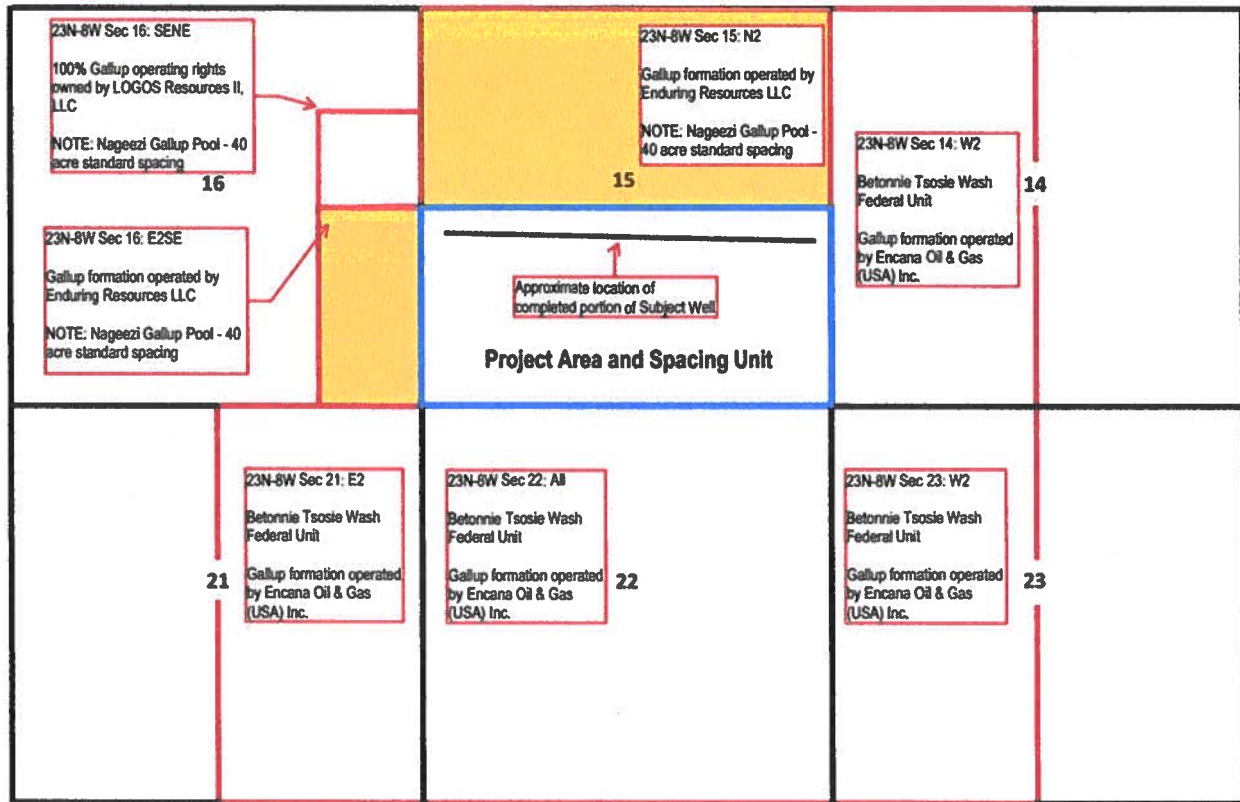 23N-8W Sec 16: SENE
100% Gallup operating rights
owned by LOGOS Resources II,
LLC
NOTE: Nageezi Gallup Pool - 40
acre standard spacing
16
23N-8W Sec 15: N2
Gallup formation operated by
Enduring Resources LLC
NOTE: Nageezi Gallup Pool -
40 acre standard spacing
15
23N-8W Sec 14: W2
Betonnie Tsosie Wash
Federal Unit
Gallup formation operated
by Encana Oil & Gas
(USA) Inc.
14
23N-8W Sec 16: E2SE
Gallup formation operated by
Enduring Resources LLC
NOTE: Nageezi Gallup Pool - 40
acre standard spacing
Approximate location of
completed portion of Subject Well
Project Area and Spacing Unit
23N-8W Sec 21: E2
Betonnie Tsosie Wash
Federal Unit
Gallup formation operated
by Encana Oil & Gas
(USA) Inc.
21
23N-8W Sec 22: All
Betonnie Tsosie Wash
Federal Unit
Gallup formation operated
by Encana Oil & Gas
(USA) Inc.
22
23N-8W Sec 23: W2
Betonnie Tsosie Wash
Federal Unit
Gallup formation operated
by Encana Oil & Gas
(USA) Inc.
23